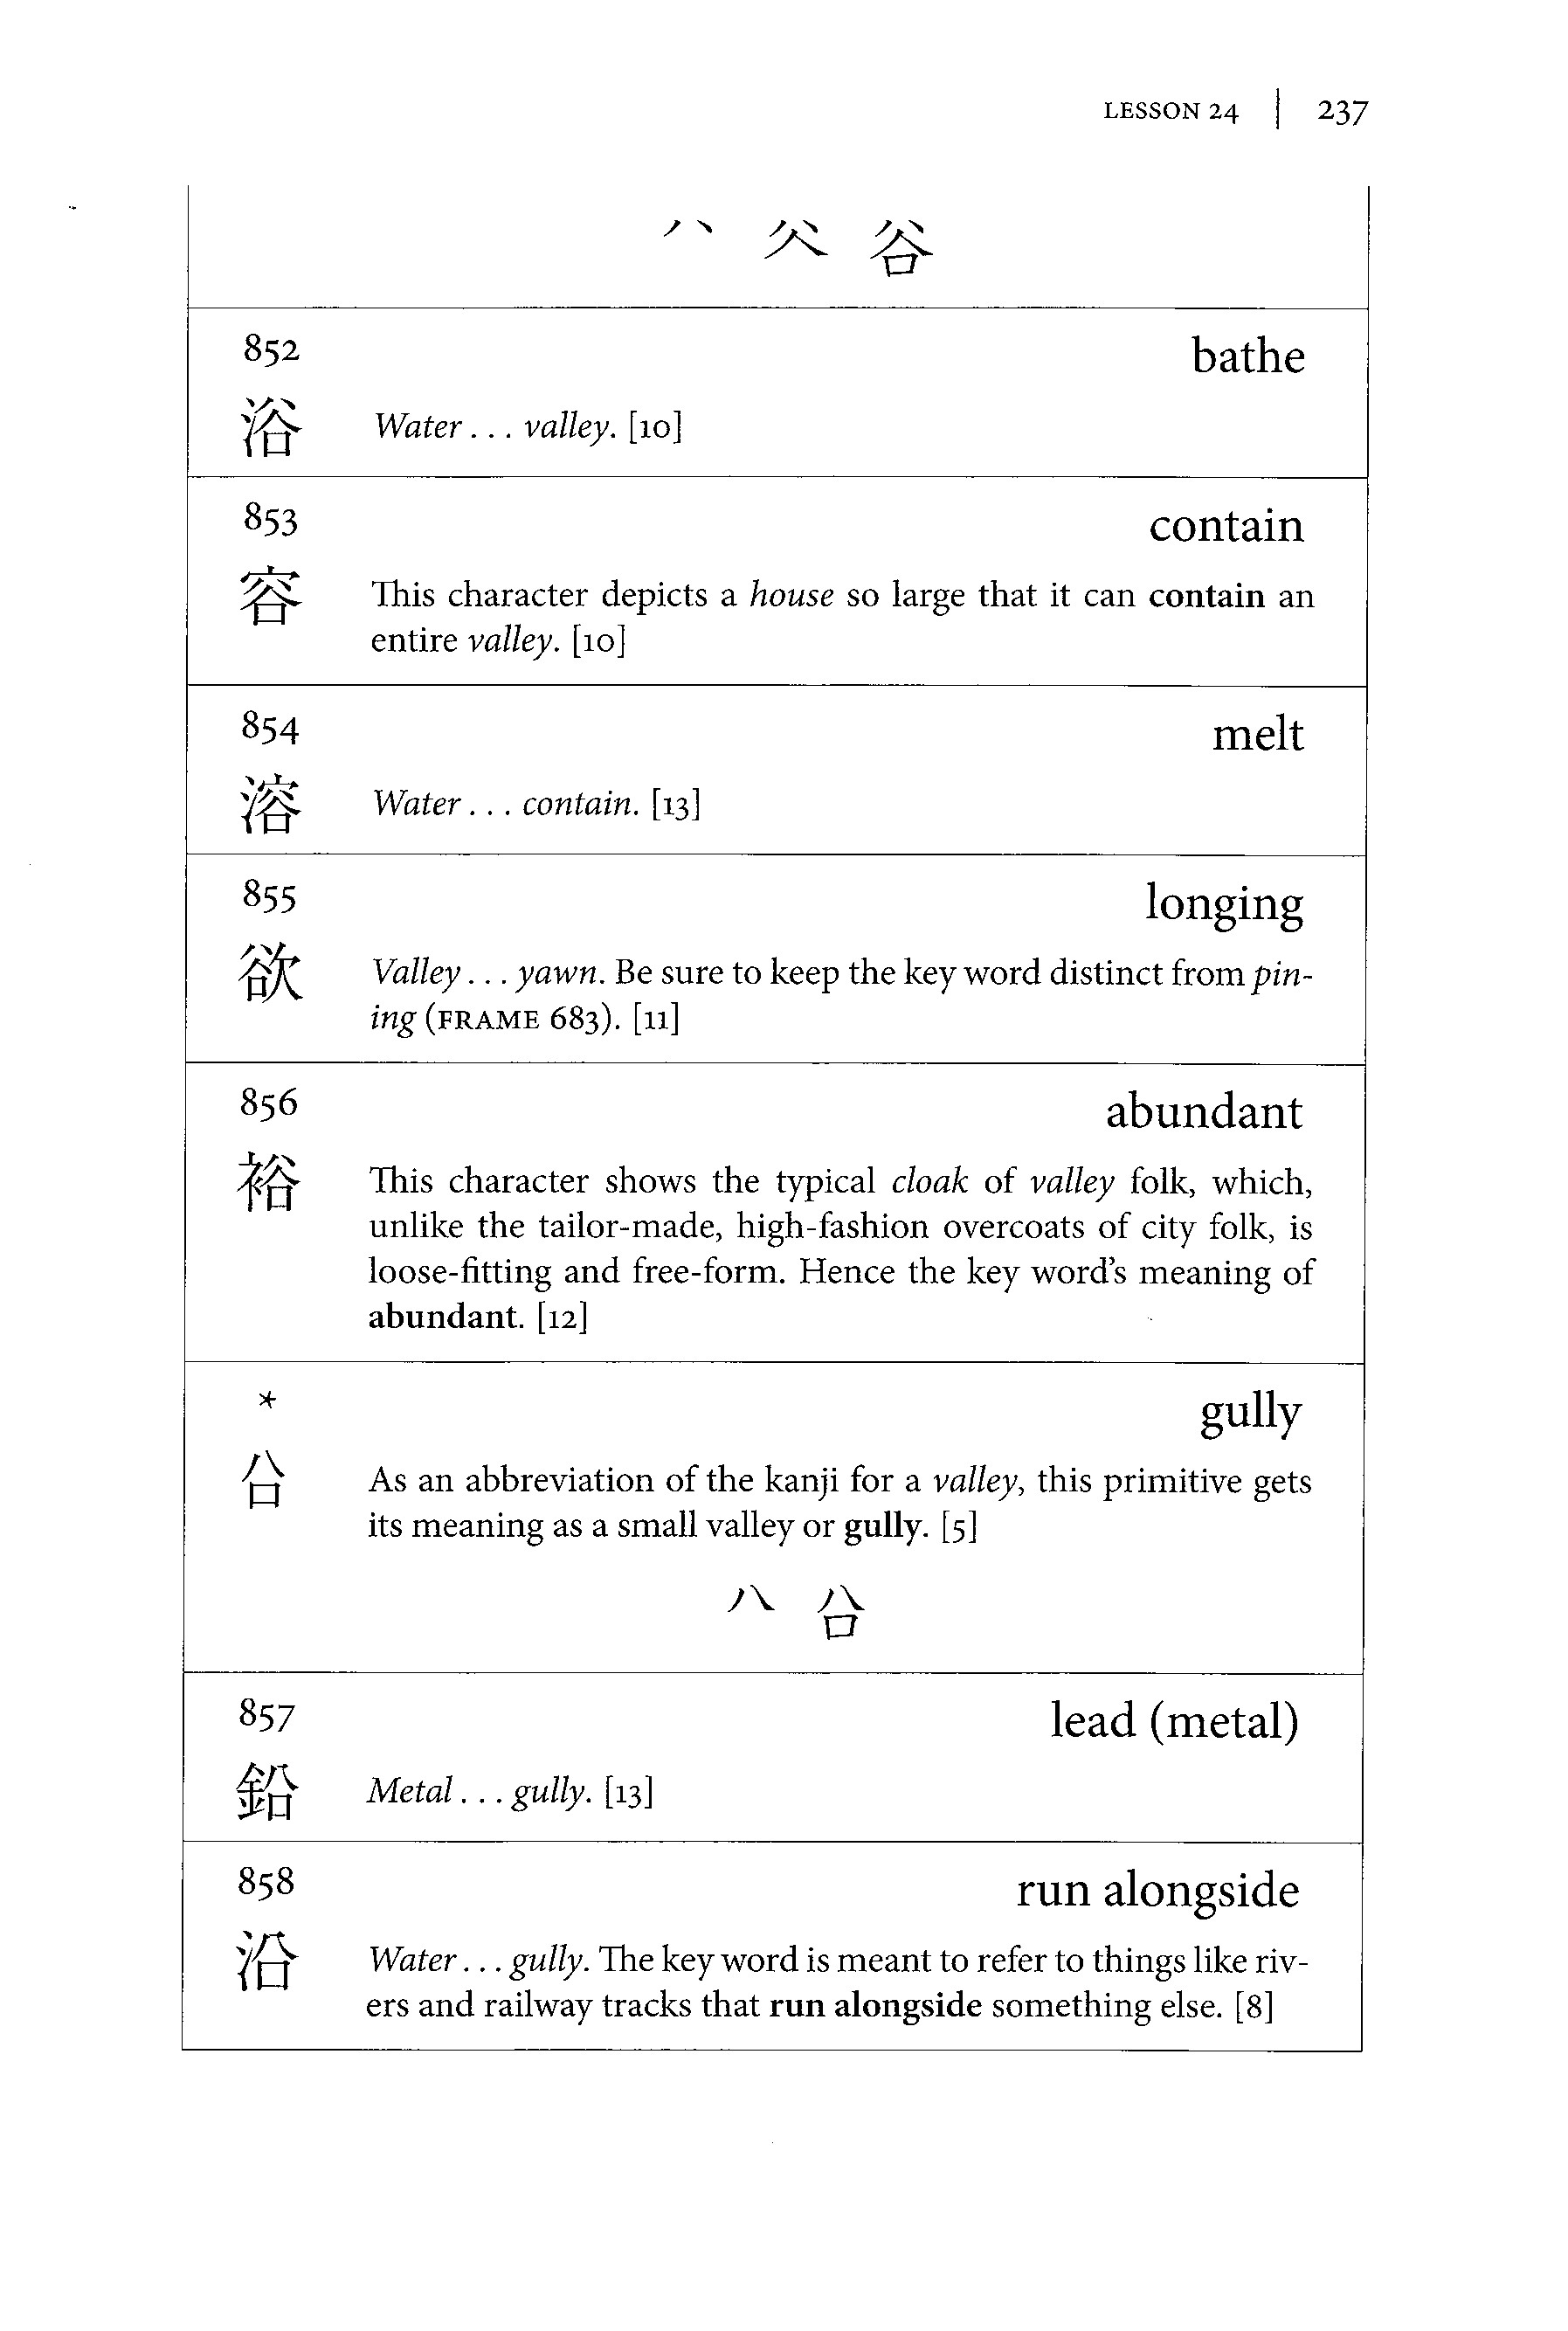 LESSON 24 | 237
谷
852 bathe
浴 Water . . . valley. [10]
853 contain
容 This character depicts a house so large that it can contain an
entire valley. [10]
854 melt
溶 Water . . . contain. [13]
855 longing
欲 Valley . . . yawn. Be sure to keep the key word distinct from pin-
ing (FRAME 683). [11]
856 abundant
裕 This character shows the typical cloak of valley folk, which,
unlike the tailor-made, high-fashion overcoats of city folk, is
loose-fitting and free-form. Hence the key word's meaning of
abundant. [12]
* gully
㕣 As an abbreviation of the kanji for a valley, this primitive gets
its meaning as a small valley or gully. [5]
八 㕣
857 lead (metal)
鉛 Metal . . . gully. [13]
858 run alongside
沿 Water . . . gully. The key word is meant to refer to things like riv-
ers and railway tracks that run alongside something else. [8]